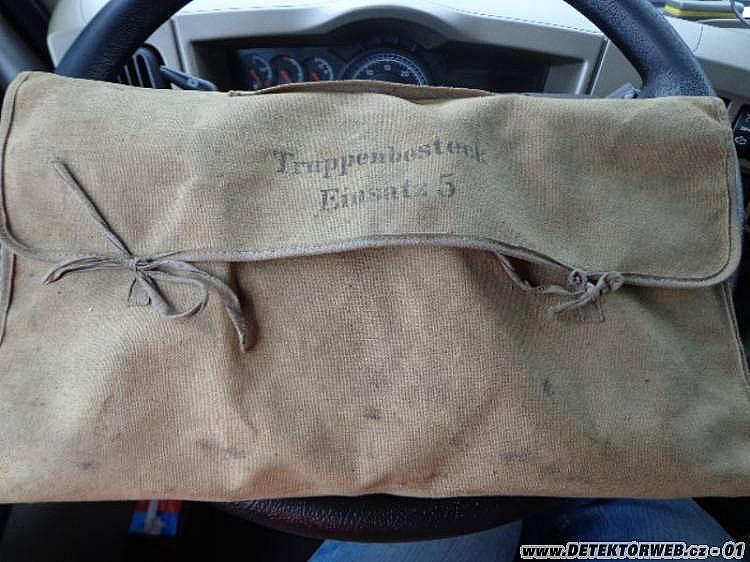 Truppenbesteck
Einsatz 5
www.DETEKTORWEB.cz - 01